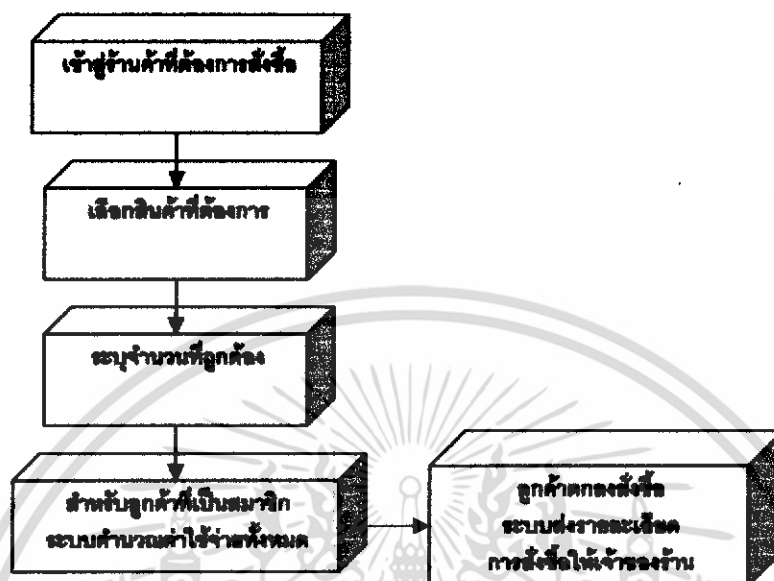 เข้าสู่ร้านค้าที่ต้องการสั่งซื้อ
เลือกสินค้าที่ต้องการ
ระบุจำนวนที่ถูกต้อง
สำหรับลูกค้าที่เป็นสมาชิก
ระบบคำนวณค่าใช้จ่ายทั้งหมด
ลูกค้าตกลงสั่งซื้อ
ระบบส่งรายละเอียด
การสั่งซื้อให้เจ้าของร้าน